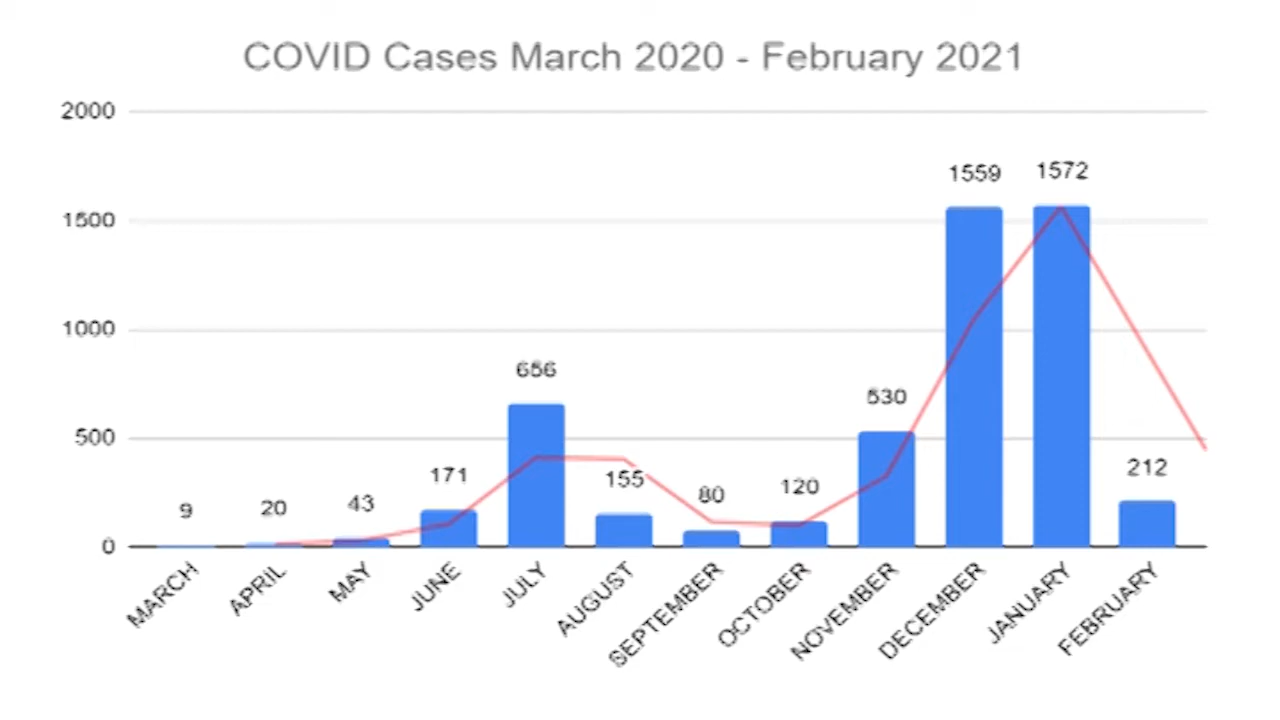 COVID Cases March 2020 - February 2021
2000
1500
1000
500
0
9
20
43
171
656
155
80
120
530
1559
1572
212
MARCH
APRIL
MAY
JUNE
JULY
AUGUST
SEPTEMBER
OCTOBER
NOVEMBER
DECEMBER
JANUARY
FEBRUARY